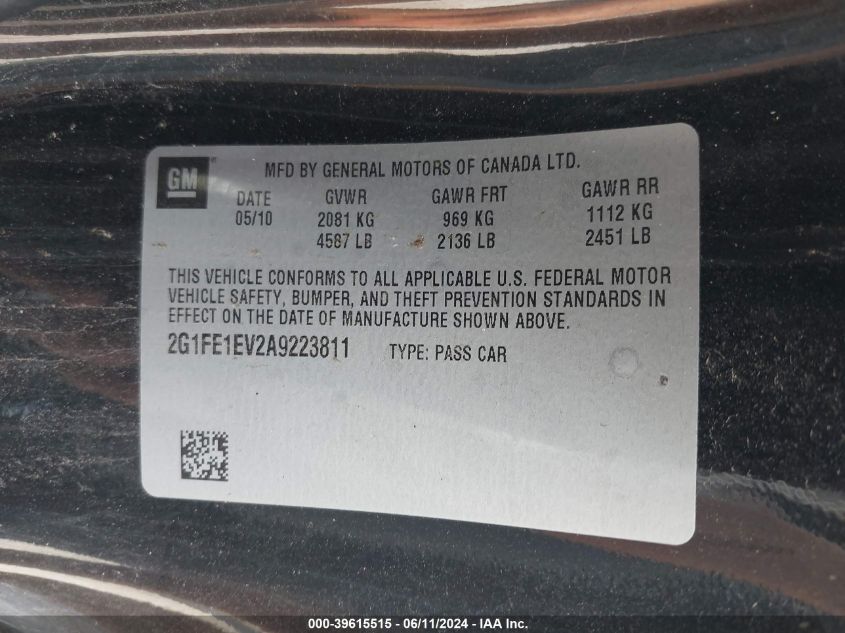 GM
MFD BY GENERAL MOTORS OF CANADA LTD.
DATE GVWR GAWR FRT GAWR RR
05/10 2081 KG 969 KG 1112 KG
4587 LB 2136 LB 2451 LB
THIS VEHICLE CONFORMS TO ALL APPLICABLE U.S. FEDERAL MOTOR
VEHICLE SAFETY, BUMPER, AND THEFT PREVENTION STANDARDS IN
EFFECT ON THE DATE OF MANUFACTURE SHOWN ABOVE.
2G1FE1EV2A9223811 TYPE: PASS CAR
000-39615515 - 06/11/2024 - IAA Inc.